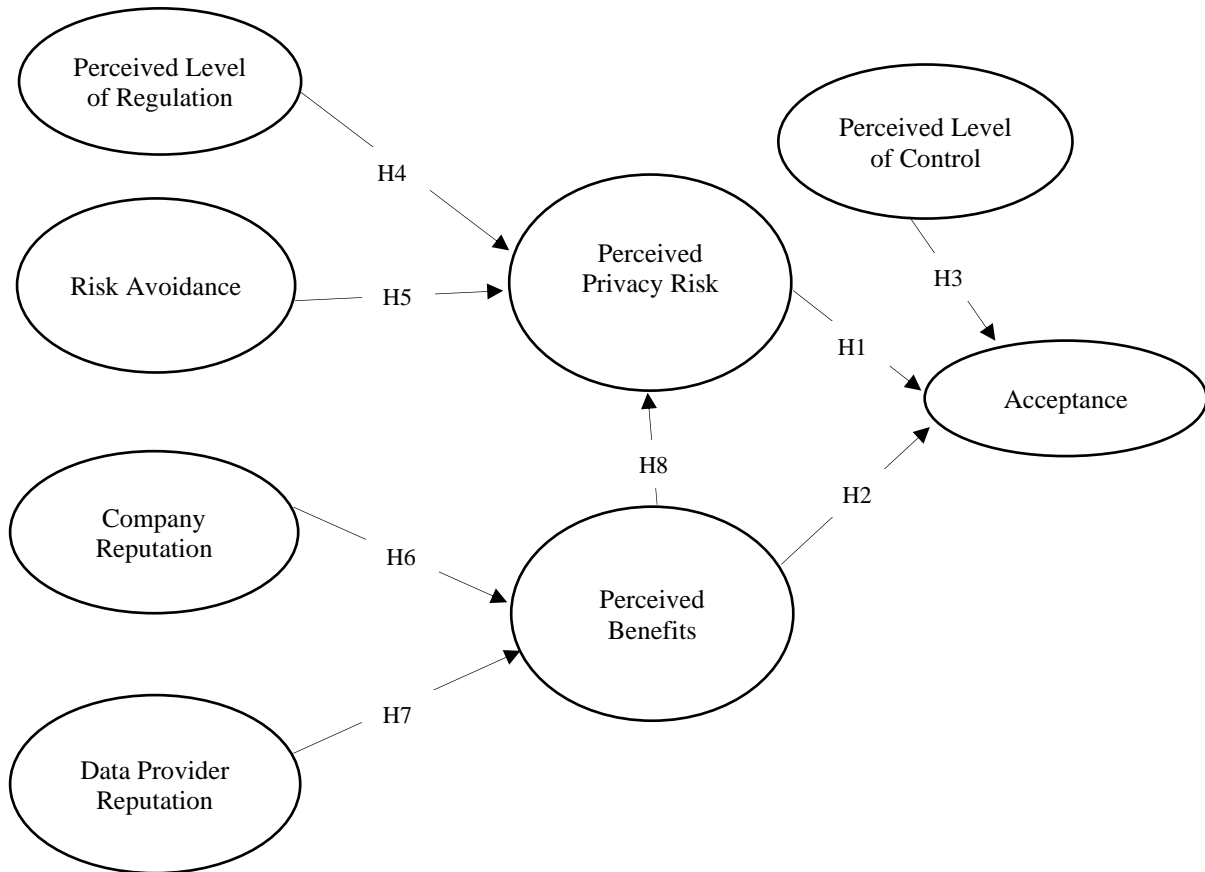 Perceived Level
of Regulation
Perceived Level
of Control
H4
Perceived
Privacy Risk
Risk Avoidance
H5
H3
H1
Acceptance
H8
H2
Company
Reputation
H6
Perceived
Benefits
H7
Data Provider
Reputation